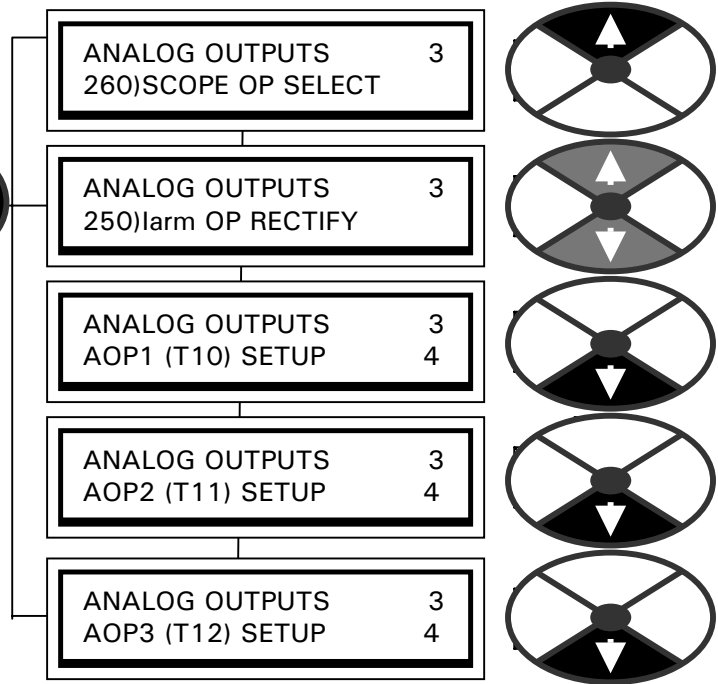 ANALOG OUTPUTS 3
260)SCOPE OP SELECT
ANALOG OUTPUTS 3
250)Iarm OP RECTIFY
ANALOG OUTPUTS 3
AOP1 (T10) SETUP 4
ANALOG OUTPUTS 3
AOP2 (T11) SETUP 4
ANALOG OUTPUTS 3
AOP3 (T12) SETUP 4